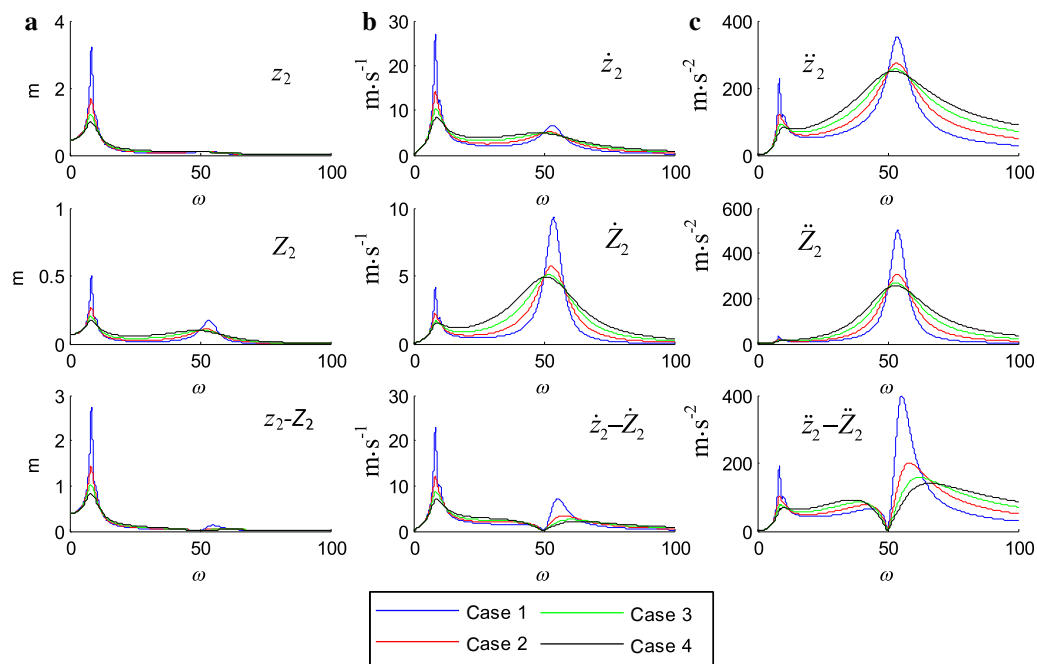 a
4
2
0
m
z₂
0 50 100
ω
b
30
20
10
0
m·s⁻¹
ż₂
0 50 100
ω
c
400
200
0
m·s⁻²
z̈₂
0 50 100
ω
1
0.5
0
m
Z₂
0 50 100
ω
10
5
0
m·s⁻¹
Ż₂
0 50 100
ω
600
400
200
0
m·s⁻²
Z̈₂
0 50 100
ω
3
2
1
0
m
z₂-Z₂
0 50 100
ω
30
20
10
0
m·s⁻¹
ż₂–Ż₂
0 50 100
ω
400
200
0
m·s⁻²
z̈₂–Z̈₂
0 50 100
ω
Case 1 Case 3
Case 2 Case 4